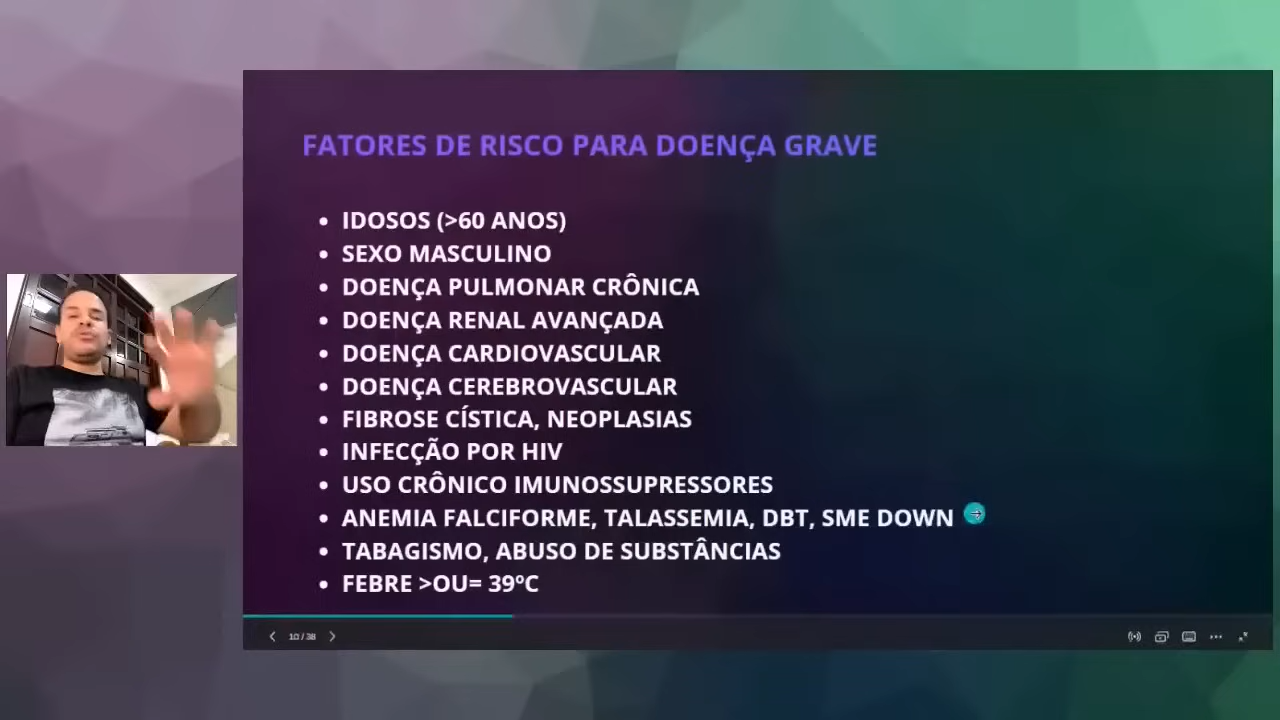 FATORES DE RISCO PARA DOENÇA GRAVE
• IDOSOS (>60 ANOS)
• SEXO MASCULINO
• DOENÇA PULMONAR CRÔNICA
• DOENÇA RENAL AVANÇADA
• DOENÇA CARDIOVASCULAR
• DOENÇA CEREBROVASCULAR
• FIBROSE CÍSTICA, NEOPLASIAS
• INFECÇÃO POR HIV
• USO CRÔNICO IMUNOSSUPRESSORES
• ANEMIA FALCIFORME, TALASSEMIA, DBT, SME DOWN
• TABAGISMO, ABUSO DE SUBSTÂNCIAS
• FEBRE >OU= 39ºC
10 / 38